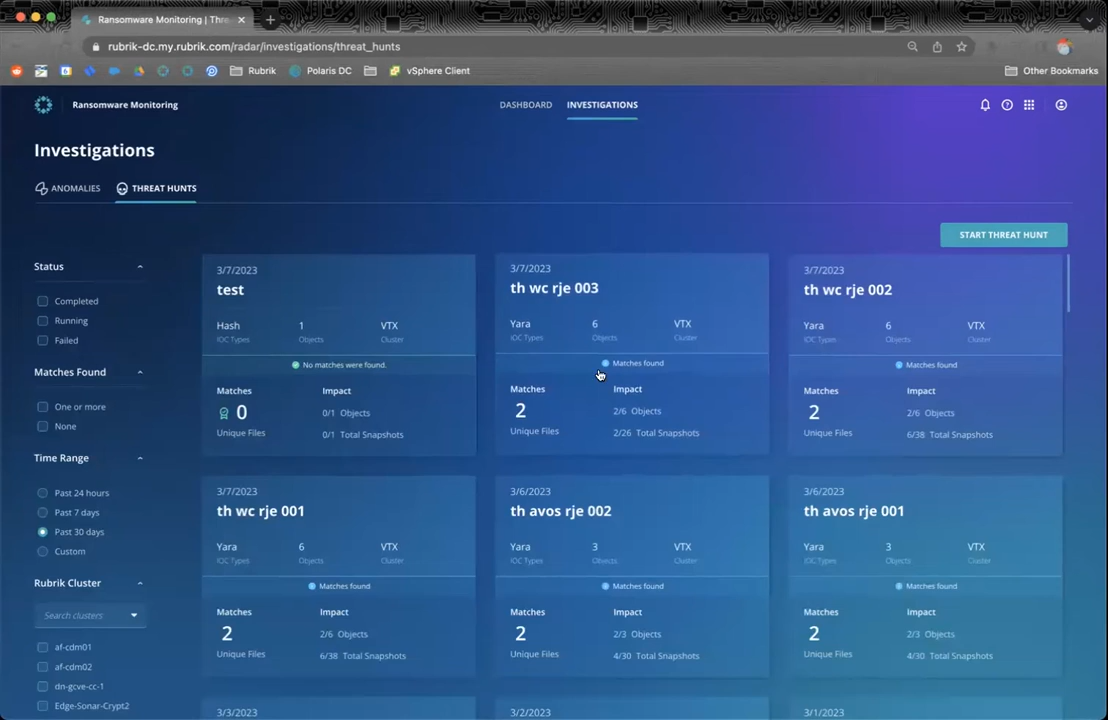 Ransomware Monitoring | Thre
rubrik-dc.my.rubrik.com/radar/investigations/threat_hunts
Rubrik
Polaris DC
vSphere Client
Other Bookmarks
Ransomware Monitoring
DASHBOARD
INVESTIGATIONS
Investigations
ANOMALIES
THREAT HUNTS
START THREAT HUNT
Status
Completed
Running
Failed
Matches Found
One or more
None
Time Range
Past 24 hours
Past 7 days
Past 30 days
Custom
Rubrik Cluster
Search clusters
af-cdm01
af-cdm02
dn-gcve-cc-1
Edge-Sonar-Crypt2
3/7/2023
test
Hash 1 VTX
IOC Types Objects Cluster
No matches were found.
Matches Impact
0 0/1 Objects
Unique Files 0/1 Total Snapshots
3/7/2023
th wc rje 003
Yara 6 VTX
IOC Types Objects Cluster
Matches found
Matches Impact
2 2/6 Objects
Unique Files 2/26 Total Snapshots
3/7/2023
th wc rje 002
Yara 6 VTX
IOC Types Objects Cluster
Matches found
Matches Impact
2 2/6 Objects
Unique Files 6/38 Total Snapshots
3/7/2023
th wc rje 001
Yara 6 VTX
IOC Types Objects Cluster
Matches found
Matches Impact
2 2/6 Objects
Unique Files 6/38 Total Snapshots
3/6/2023
th avos rje 002
Yara 3 VTX
IOC Types Objects Cluster
Matches found
Matches Impact
2 2/3 Objects
Unique Files 4/30 Total Snapshots
3/6/2023
th avos rje 001
Yara 3 VTX
IOC Types Objects Cluster
Matches found
Matches Impact
2 2/3 Objects
Unique Files 4/30 Total Snapshots
3/3/2023
3/2/2023
3/1/2023